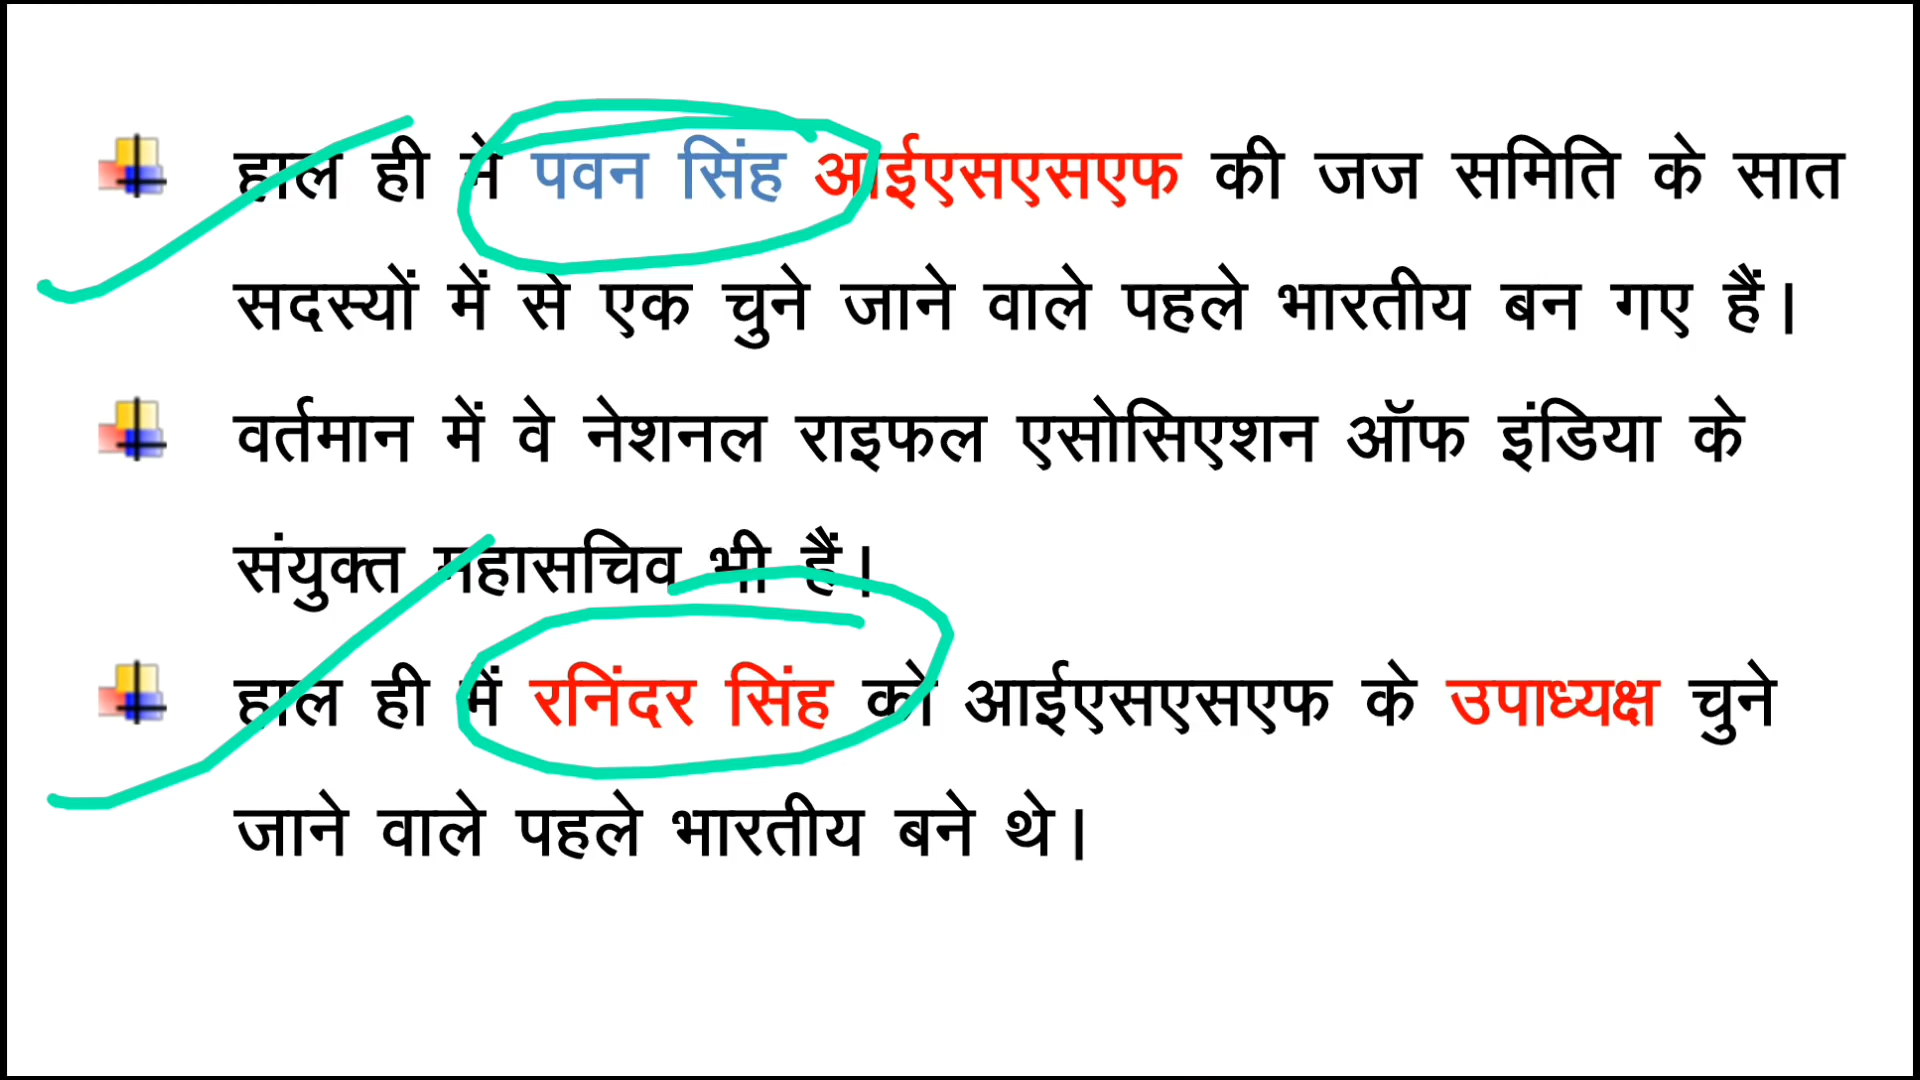 हाल ही में पवन सिंह आईएसएसएफ की जज समिति के सात
सदस्यों में से एक चुने जाने वाले पहले भारतीय बन गए हैं।
वर्तमान में वे नेशनल राइफल एसोसिएशन ऑफ इंडिया के
संयुक्त महासचिव भी हैं।
हाल ही में रनिंदर सिंह को आईएसएसएफ के उपाध्यक्ष चुने
जाने वाले पहले भारतीय बने थे।